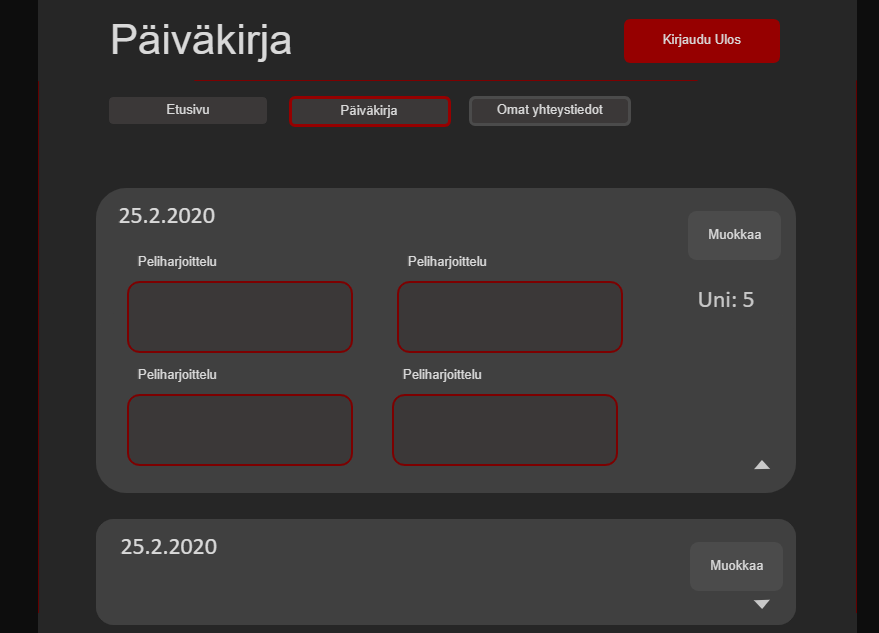 Päiväkirja
Kirjaudu Ulos
Etusivu
Päiväkirja
Omat yhteystiedot
25.2.2020
Muokkaa
Peliharjoittelu
Peliharjoittelu
Uni: 5
Peliharjoittelu
Peliharjoittelu
25.2.2020
Muokkaa